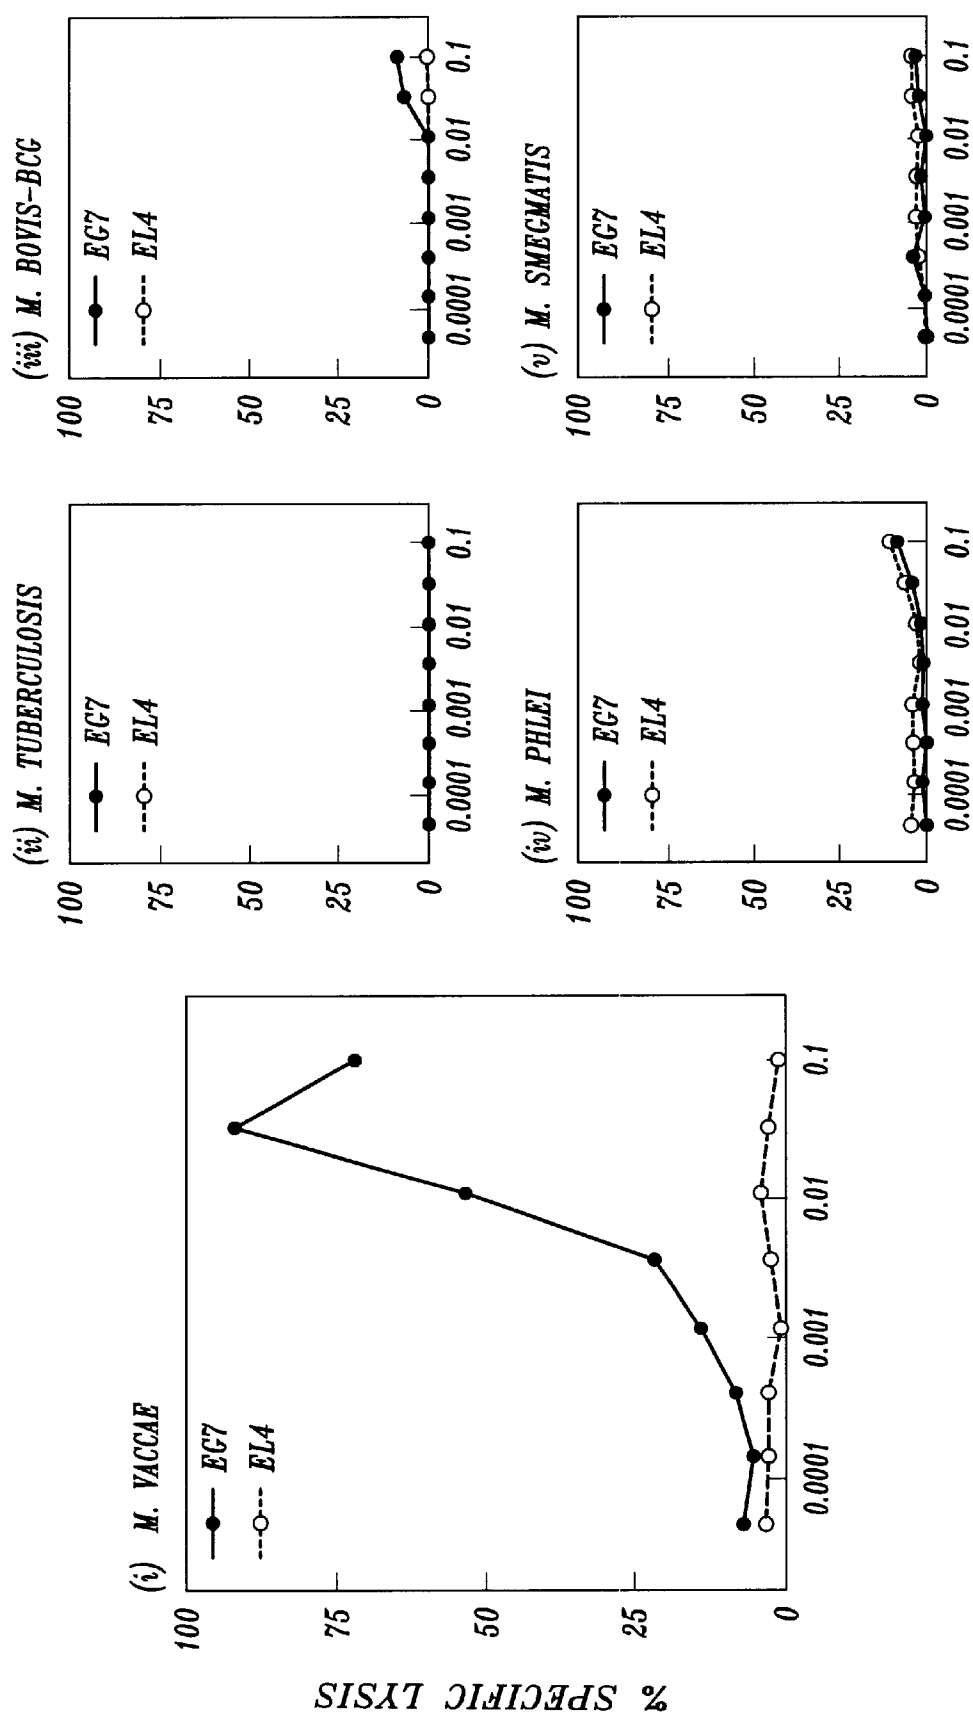 (i) M. VACCAE
EG7
EL4
100
75
50
25
0
0.0001
0.001
0.01
0.1
% SPECIFIC LYSIS
(ii) M. TUBERCULOSIS
EG7
EL4
100
75
50
25
0
0.0001
0.001
0.01
0.1
(iii) M. BOVIS-BCG
EG7
EL4
100
75
50
25
0
0.0001
0.001
0.01
0.1
(iv) M. PHLEI
EG7
EL4
100
75
50
25
0
0.0001
0.001
0.01
0.1
(v) M. SMEGMATIS
EG7
EL4
100
75
50
25
0
0.0001
0.001
0.01
0.1